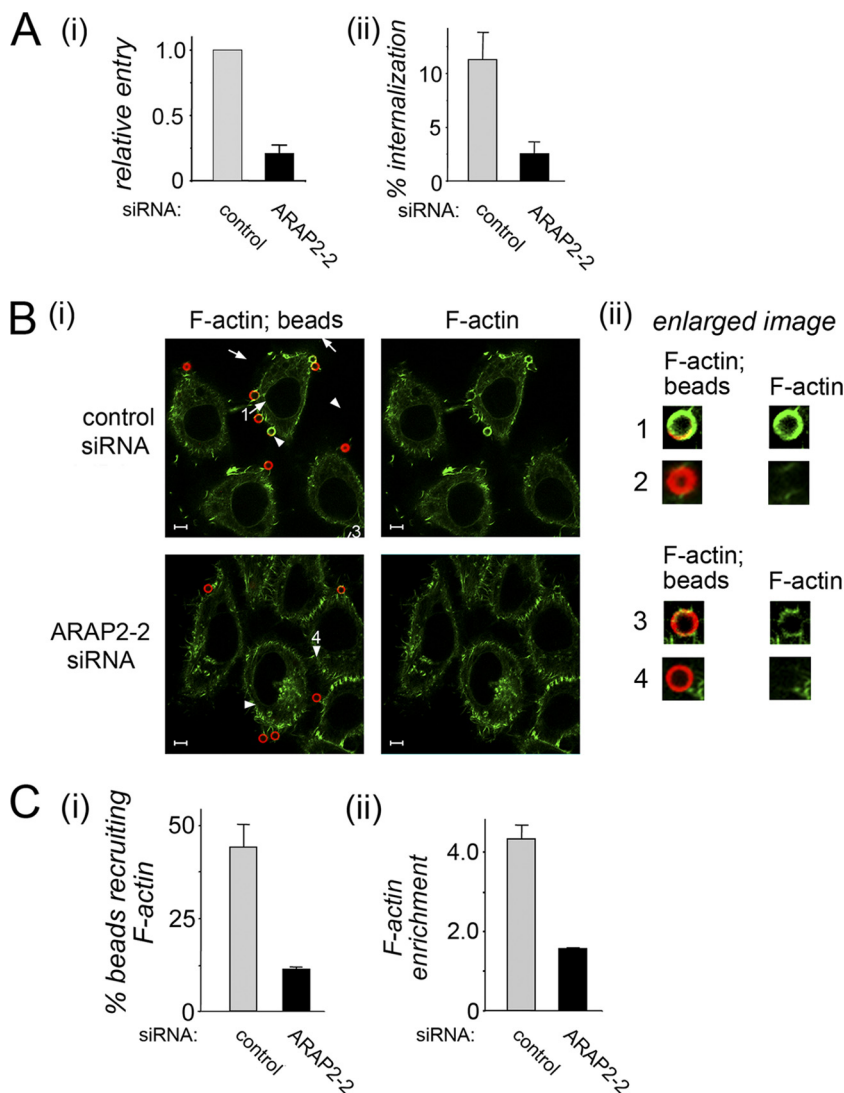 A (i) (ii)
relative entry
1.0
0.5
0
siRNA: control ARAP2-2
% internalization
10
5
0
siRNA: control ARAP2-2
B (i) (ii)
F-actin; beads F-actin
enlarged image
control
siRNA
1
3
F-actin;
beads F-actin
1
2
ARAP2-2
siRNA
4
F-actin;
beads F-actin
3
4
C (i) (ii)
% beads recruiting
F-actin
50
25
0
siRNA: control ARAP2-2
F-actin
enrichment
4.0
2.0
0
siRNA: control ARAP2-2